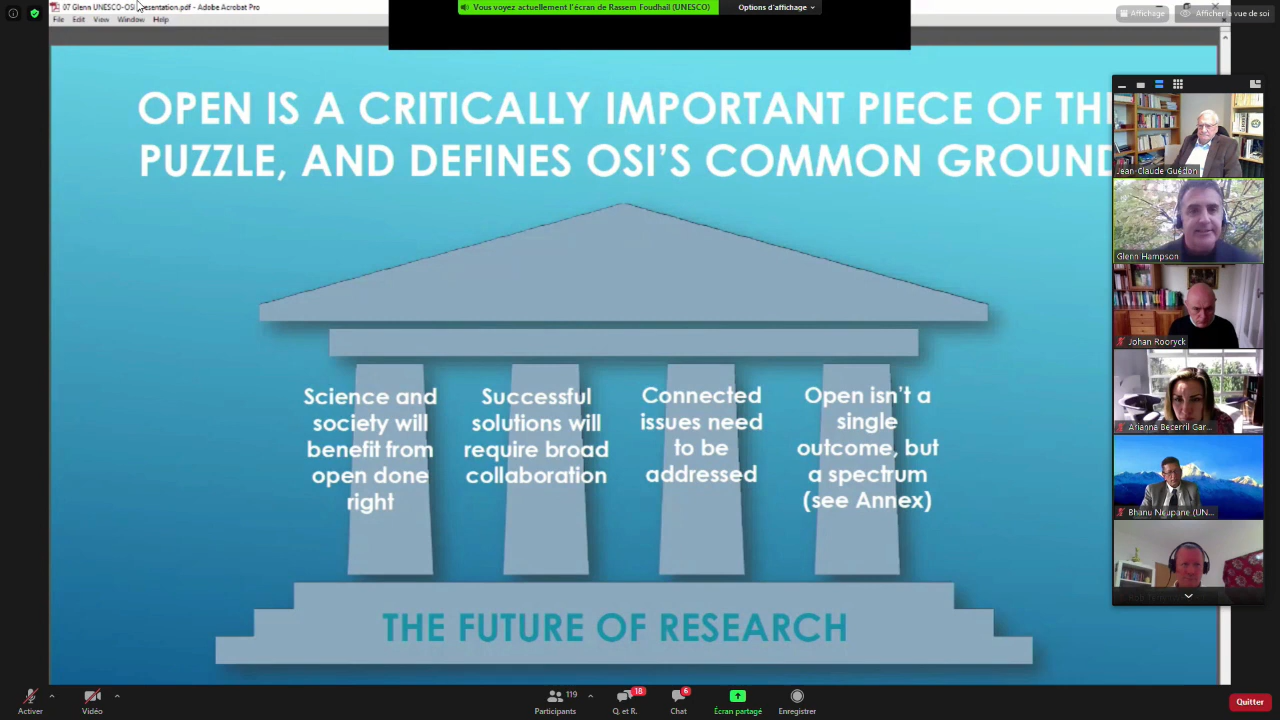 07 Glenn UNESCO-OSI presentation.pdf - Adobe Acrobat Pro
File Edit View Window Help
Vous voyez actuellement l'écran de Rassem Foudhail (UNESCO)
Options d'affichage
Affichage
Afficher la vue de soi
OPEN IS A CRITICALLY IMPORTANT PIECE OF TH
PUZZLE, AND DEFINES OSI'S COMMON GROUND
Science and
society will
benefit from
open done
right
Successful
solutions will
require broad
collaboration
Connected
issues need
to be
addressed
Open isn't a
single
outcome, but
a spectrum
(see Annex)
THE FUTURE OF RESEARCH
Jean-Claude Guédon
Glenn Hampson
Johan Rooryck
Arianna Becerril Gar...
Bhanu Neupane (UN...
Activer
Vidéo
119
Participants
18
Q. et R.
6
Chat
Écran partagé
Enregistrer
Quitter